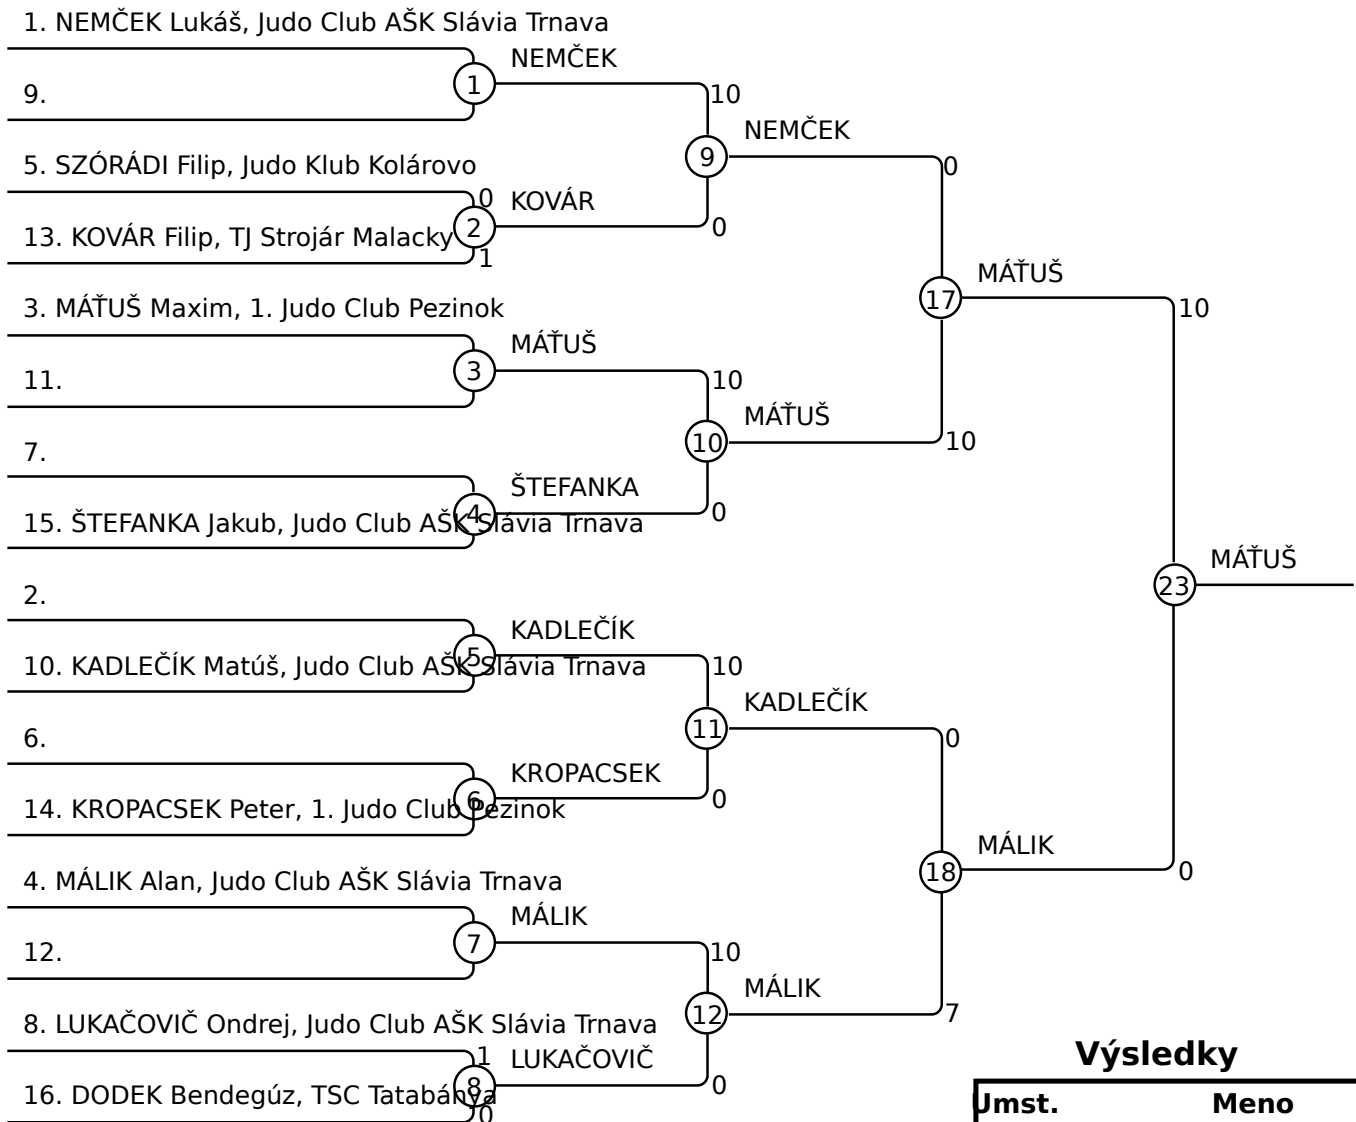 1. NEMČEK Lukáš, Judo Club AŠK Slávia Trnava
NEMČEK
1
10
9.
NEMČEK
9
0
5. SZÓRÁDI Filip, Judo Klub Kolárovo
0
KOVÁR
2
0
13. KOVÁR Filip, TJ Strojár Malacky
1
MÁŤUŠ
17
10
3. MÁŤUŠ Maxim, 1. Judo Club Pezinok
MÁŤUŠ
3
10
11.
MÁŤUŠ
10
10
7.
ŠTEFANKA
4
0
15. ŠTEFANKA Jakub, Judo Club AŠK Slávia Trnava
MÁŤUŠ
23
2.
KADLEČÍK
5
10
10. KADLEČÍK Matúš, Judo Club AŠK Slávia Trnava
KADLEČÍK
11
0
6.
KROPACSEK
6
0
14. KROPACSEK Peter, 1. Judo Club Pezinok
MÁLIK
18
0
4. MÁLIK Alan, Judo Club AŠK Slávia Trnava
MÁLIK
7
10
12.
MÁLIK
12
7
8. LUKAČOVIČ Ondrej, Judo Club AŠK Slávia Trnava
1
LUKAČOVIČ
8
0
16. DODEK Bendegúz, TSC Tatabánya
0
Výsledky
Umst. Meno